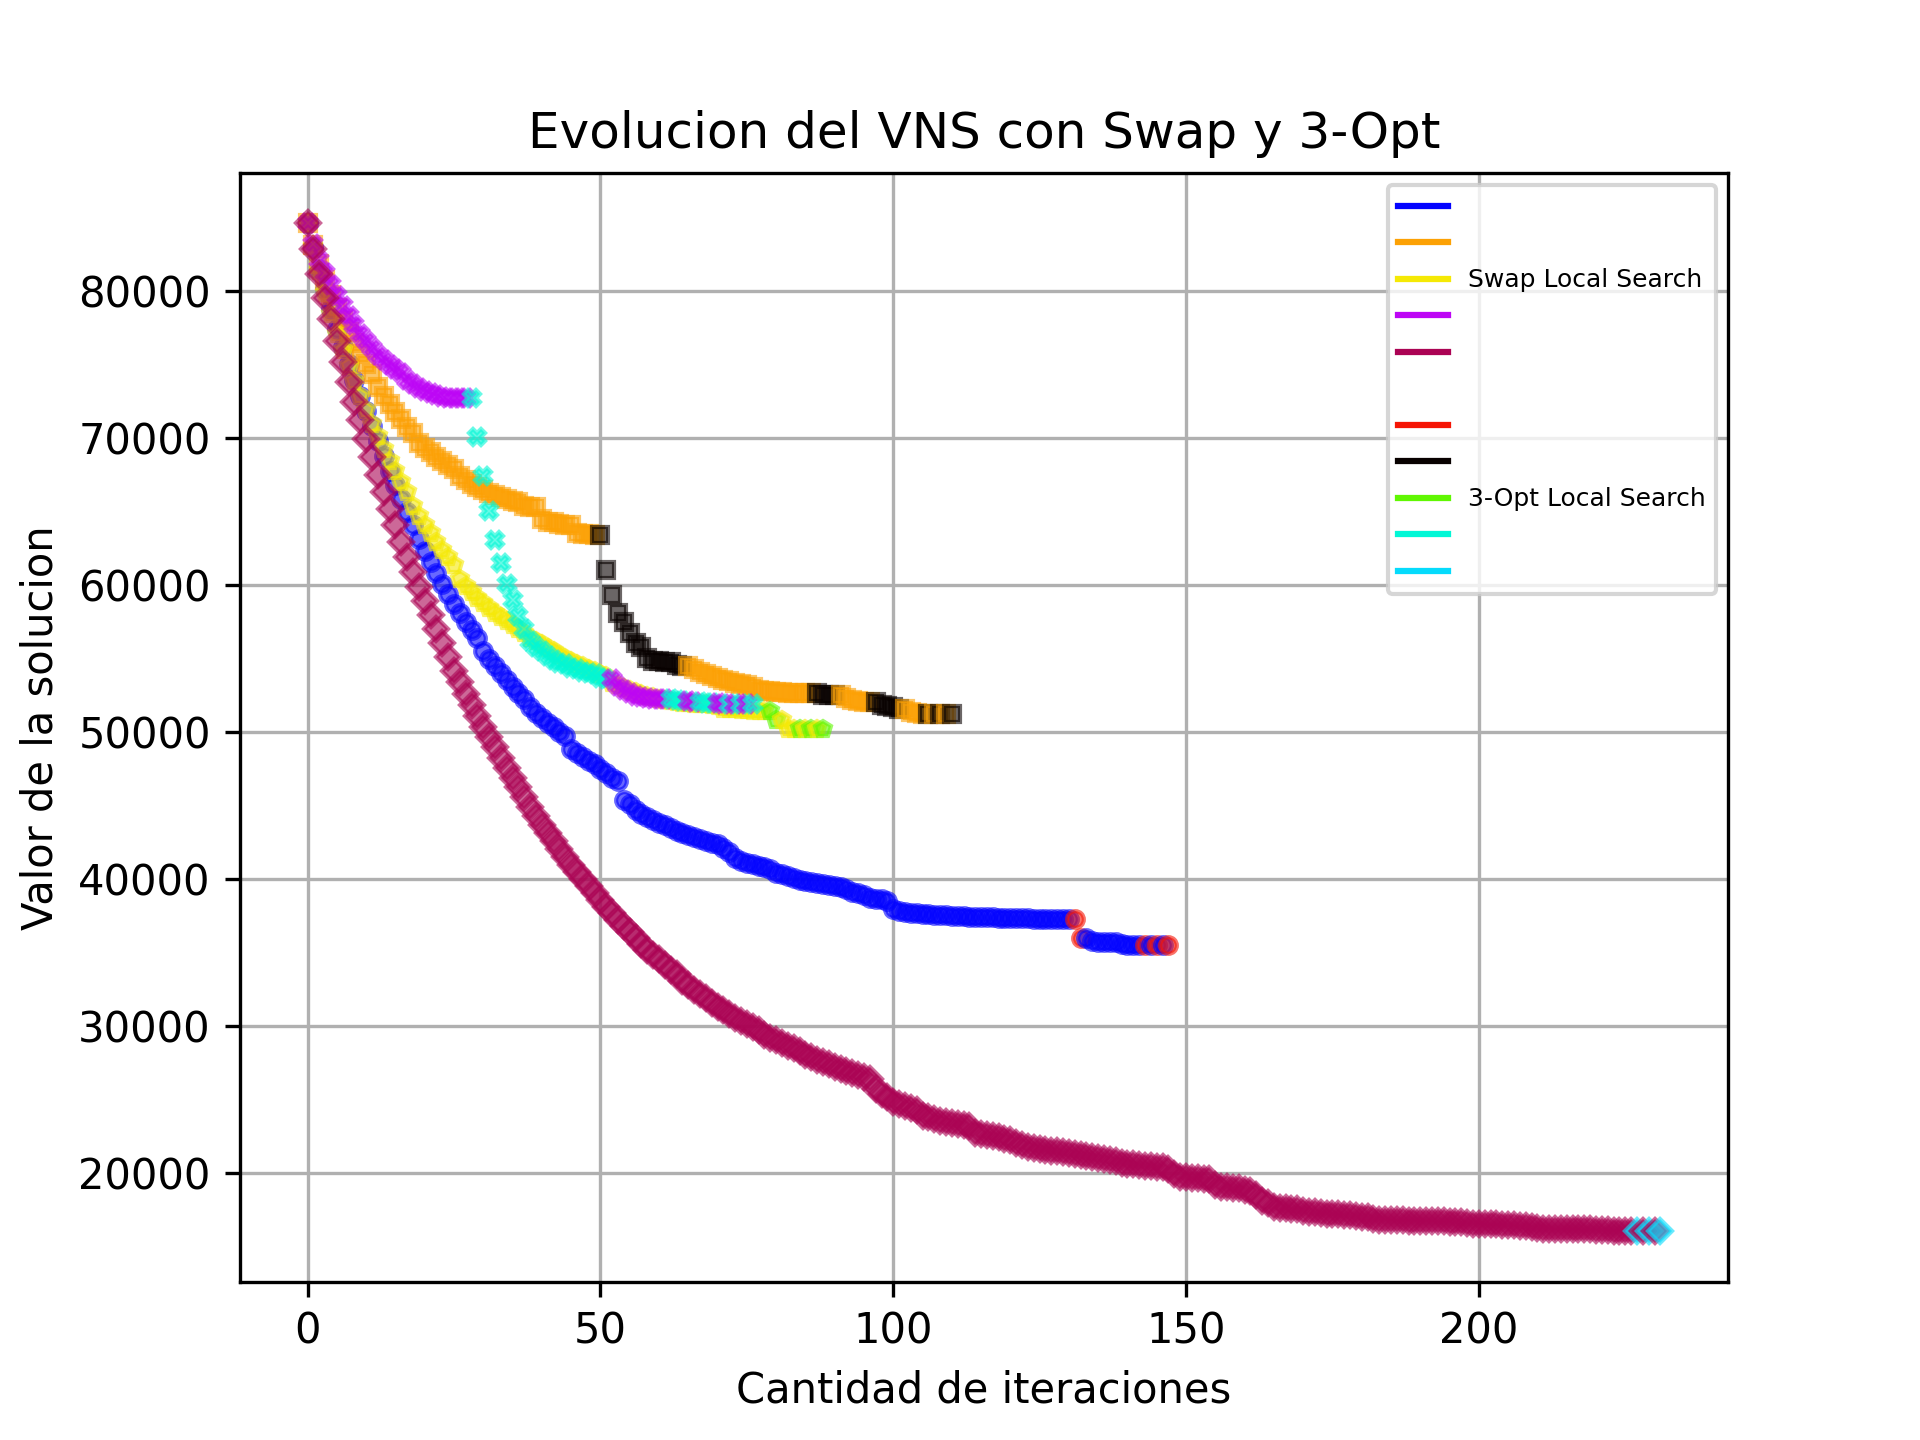 Evolucion del VNS con Swap y 3-Opt
Swap Local Search
3-Opt Local Search
80000
70000
60000
50000
40000
30000
20000
Valor de la solucion
0 50 100 150 200
Cantidad de iteraciones